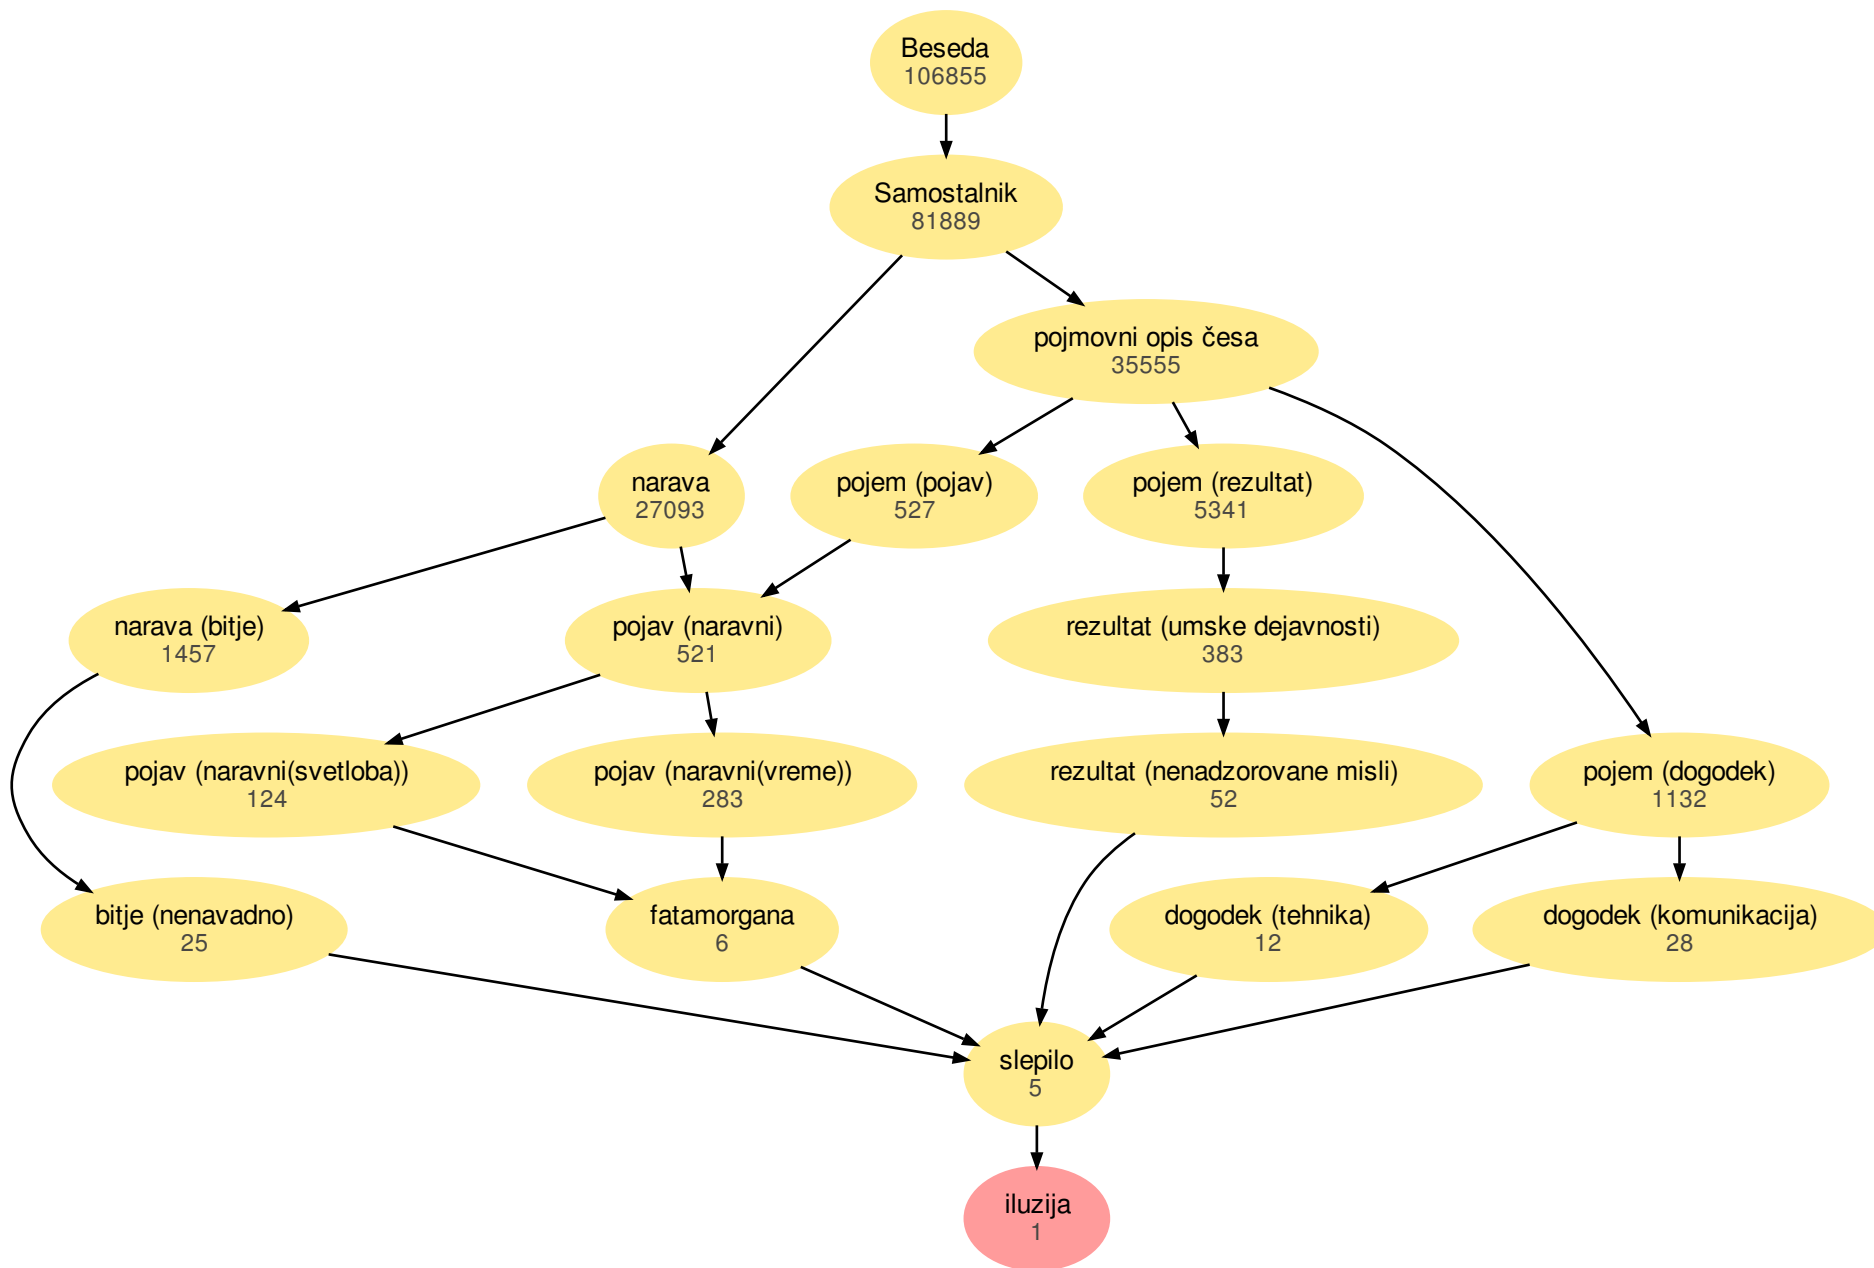 Beseda
106855
Samostalnik
81889
pojmovni opis česa
35555
narava
27093
pojem (pojav)
527
pojem (rezultat)
5341
narava (bitje)
1457
pojav (naravni)
521
rezultat (umske dejavnosti)
383
pojav (naravni(svetloba))
124
pojav (naravni(vreme))
283
rezultat (nenadzorovane misli)
52
pojem (dogodek)
1132
bitje (nenavadno)
25
fatamorgana
6
dogodek (tehnika)
12
dogodek (komunikacija)
28
slepilo
5
iluzija
1